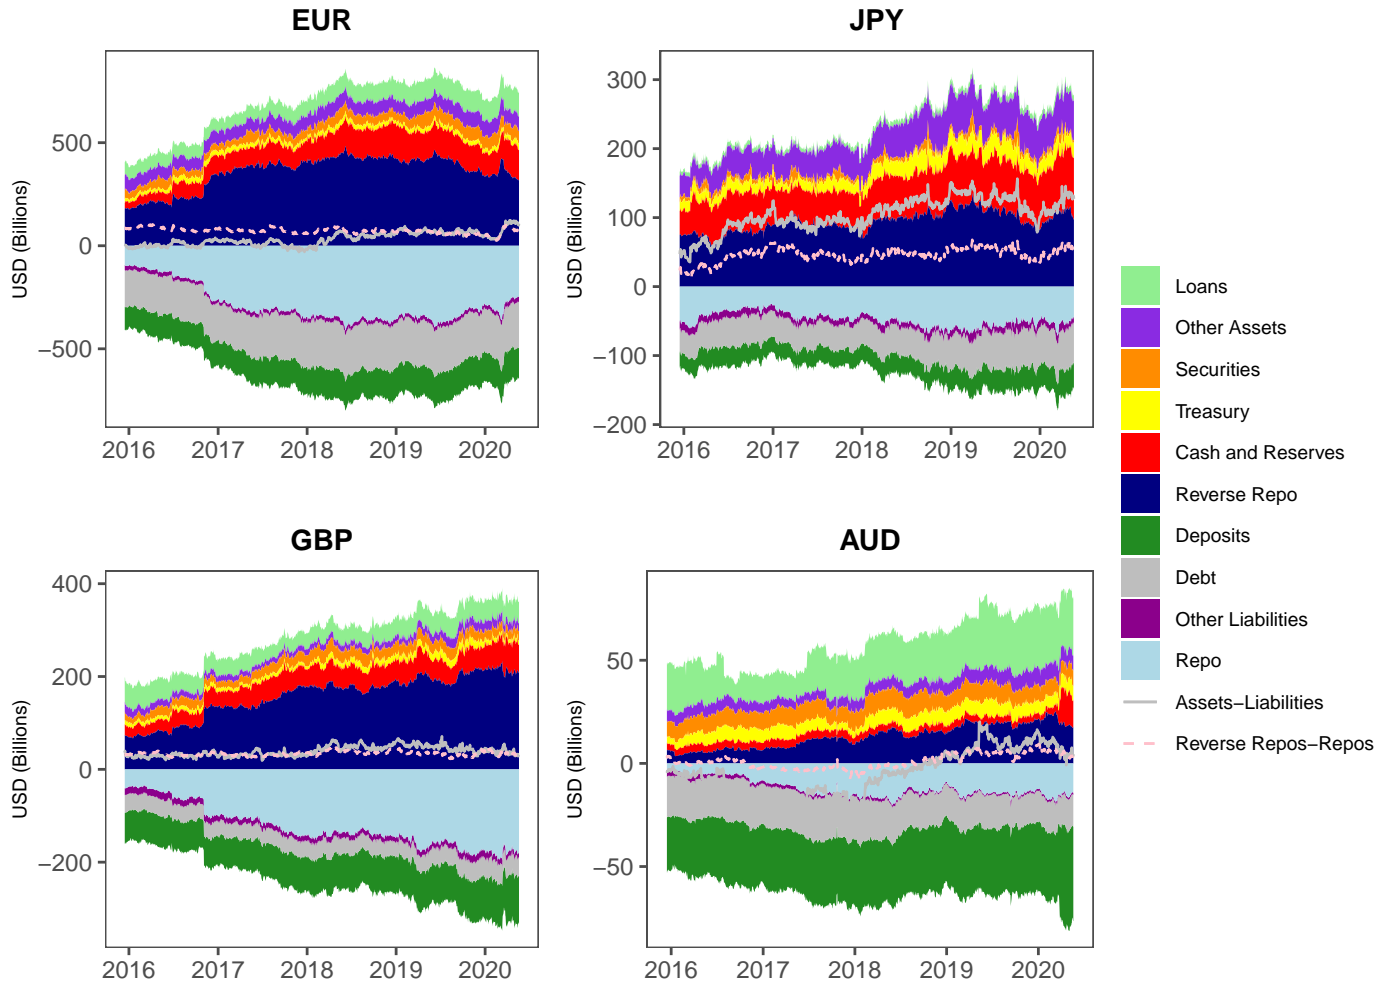 EUR
JPY
USD (Billions)
500
0
−500
2016 2017 2018 2019 2020
USD (Billions)
300
200
100
0
−100
−200
2016 2017 2018 2019 2020
GBP
AUD
USD (Billions)
400
200
0
−200
2016 2017 2018 2019 2020
USD (Billions)
50
0
−50
2016 2017 2018 2019 2020
Loans
Other Assets
Securities
Treasury
Cash and Reserves
Reverse Repo
Deposits
Debt
Other Liabilities
Repo
Assets−Liabilities
Reverse Repos−Repos